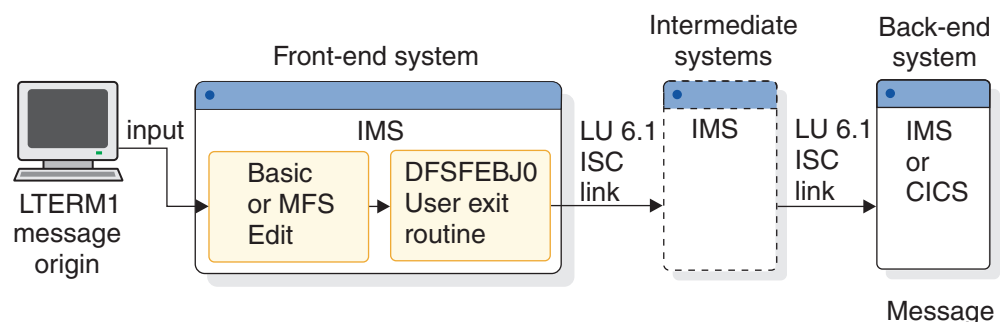 Front-end system
Intermediate
systems
Back-end
system
input
LTERM1
message
origin
IMS
Basic
or MFS
Edit
DFSFEBJ0
User exit
routine
LU 6.1
ISC
link
IMS
LU 6.1
ISC
link
IMS
or
CICS
Message